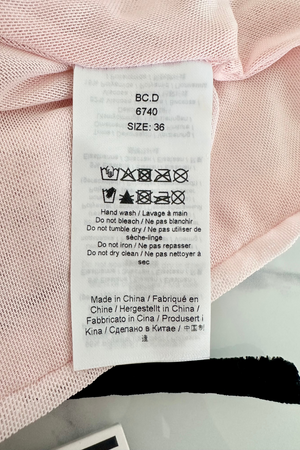 BC.D
6740
SIZE: 36
Hand wash / Lavage à main
Do not bleach / Ne pas blanchir
Do not tumble dry / Ne pas utiliser de
sèche-linge
Do not iron / Ne pas repasser
Do not dry clean / Ne pas nettoyer à
sec
Made in China / Fabriqué en
Chine / Hergestellt in China /
Fabbricato in Cina / Produsert i
Kina / Сделано в Китае / 中国制
造